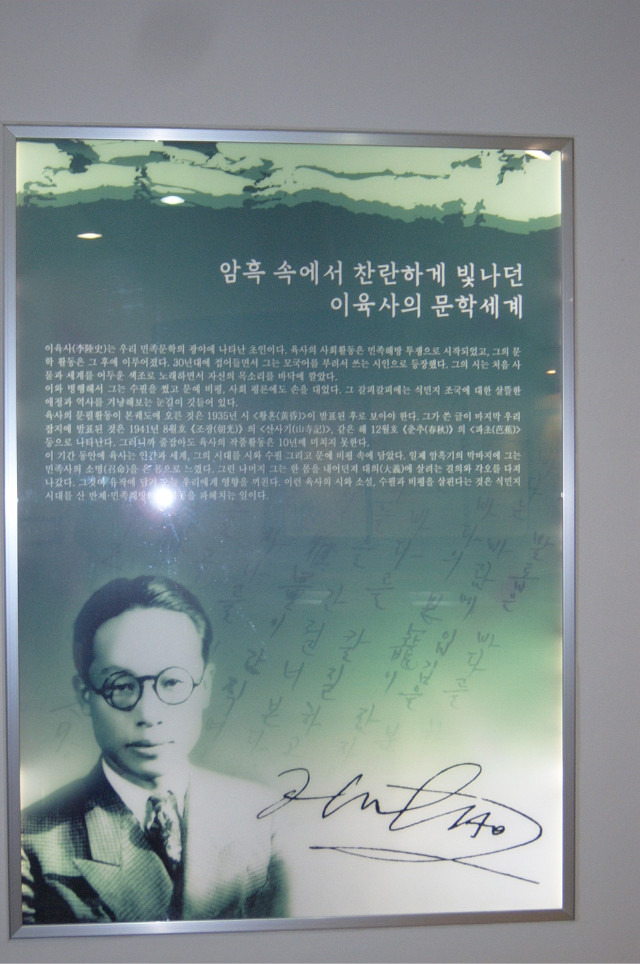 암흑 속에서 찬란하게 빛나던
이육사의 문학세계
이육사(李陸史)는 우리 민족문학의 광야에 나타난 초인이다. 육사의 사회활동은 민족해방 투쟁으로 시작되었고, 그의 문
학 활동은 그 후에 이루어졌다. 30년대에 접어들면서 그는 모국어를 부려서 쓰는 시인으로 등장했다. 그의 시는 처음 사
물과 세계를 어두운 색조로 노래하면서 자신의 목소리를 바닥에 깔았다.
이와 병행해서 그는 수필을 썼고 문예 비평, 사회 평론에도 손을 대었다. 그 갈피갈피에는 식민지 조국에 대한 살뜰한
애정과 역사를 겨냥해보는 눈길이 깃들어 있다.
육사의 문필활동이 본궤도에 오른 것은 1935년 시 《황혼(黃昏)》이 발표된 후로 보아야 한다. 그가 쓴 글이 마지막 우리
잡지에 발표된 것은 1941년 8월호 《조광(朝光)》의 <산사기(山寺記)>, 같은 해 12월호 《춘추(春秋)》의 <파초(芭蕉)>
등으로 나타난다. 그러니까 줄잡아도 육사의 작품활동은 10년에 미치지 못한다.
이 기간 동안에 육사는 인간과 세계, 그의 시대를 시와 수필 그리고 문예 비평 속에 담았다. 일제 암흑기의 막바지에 그는
민족사의 소명(召命)을 온 몸으로 느꼈다. 그런 나머지 그는 한 몸을 내어던져 대의(大義)에 살려는 결의와 각오를 다져
나갔다. 그것이 유작에 담겨 우리에게 영향을 끼친다. 이런 육사의 시와 소설, 수필과 비평을 살핀다는 것은 식민지
시대를 산 반제·민족해방 을 파헤치는 일이다.